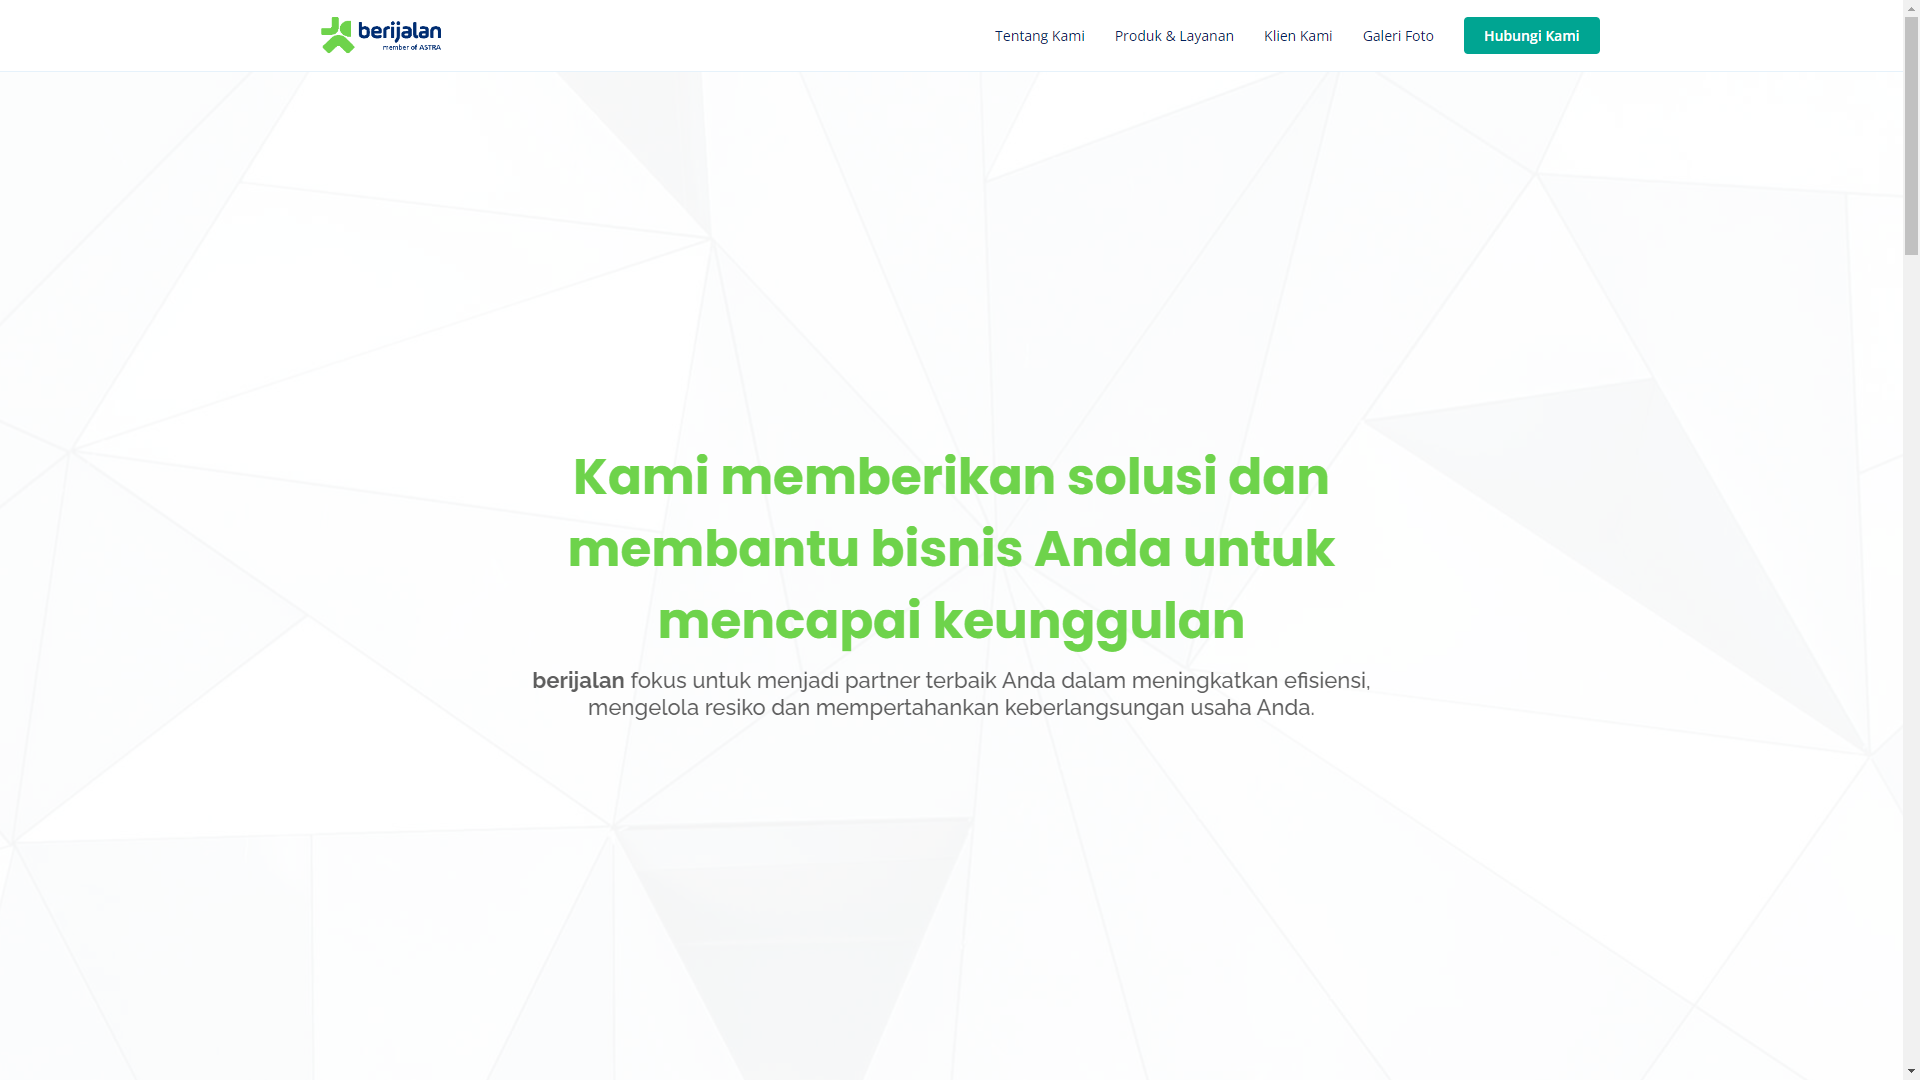 berijalan
member of ASTRA
Tentang Kami
Produk & Layanan
Klien Kami
Galeri Foto
Hubungi Kami
Kami memberikan solusi dan
membantu bisnis Anda untuk
mencapai keunggulan
berijalan fokus untuk menjadi partner terbaik Anda dalam meningkatkan efisiensi,
mengelola resiko dan mempertahankan keberlangsungan usaha Anda.